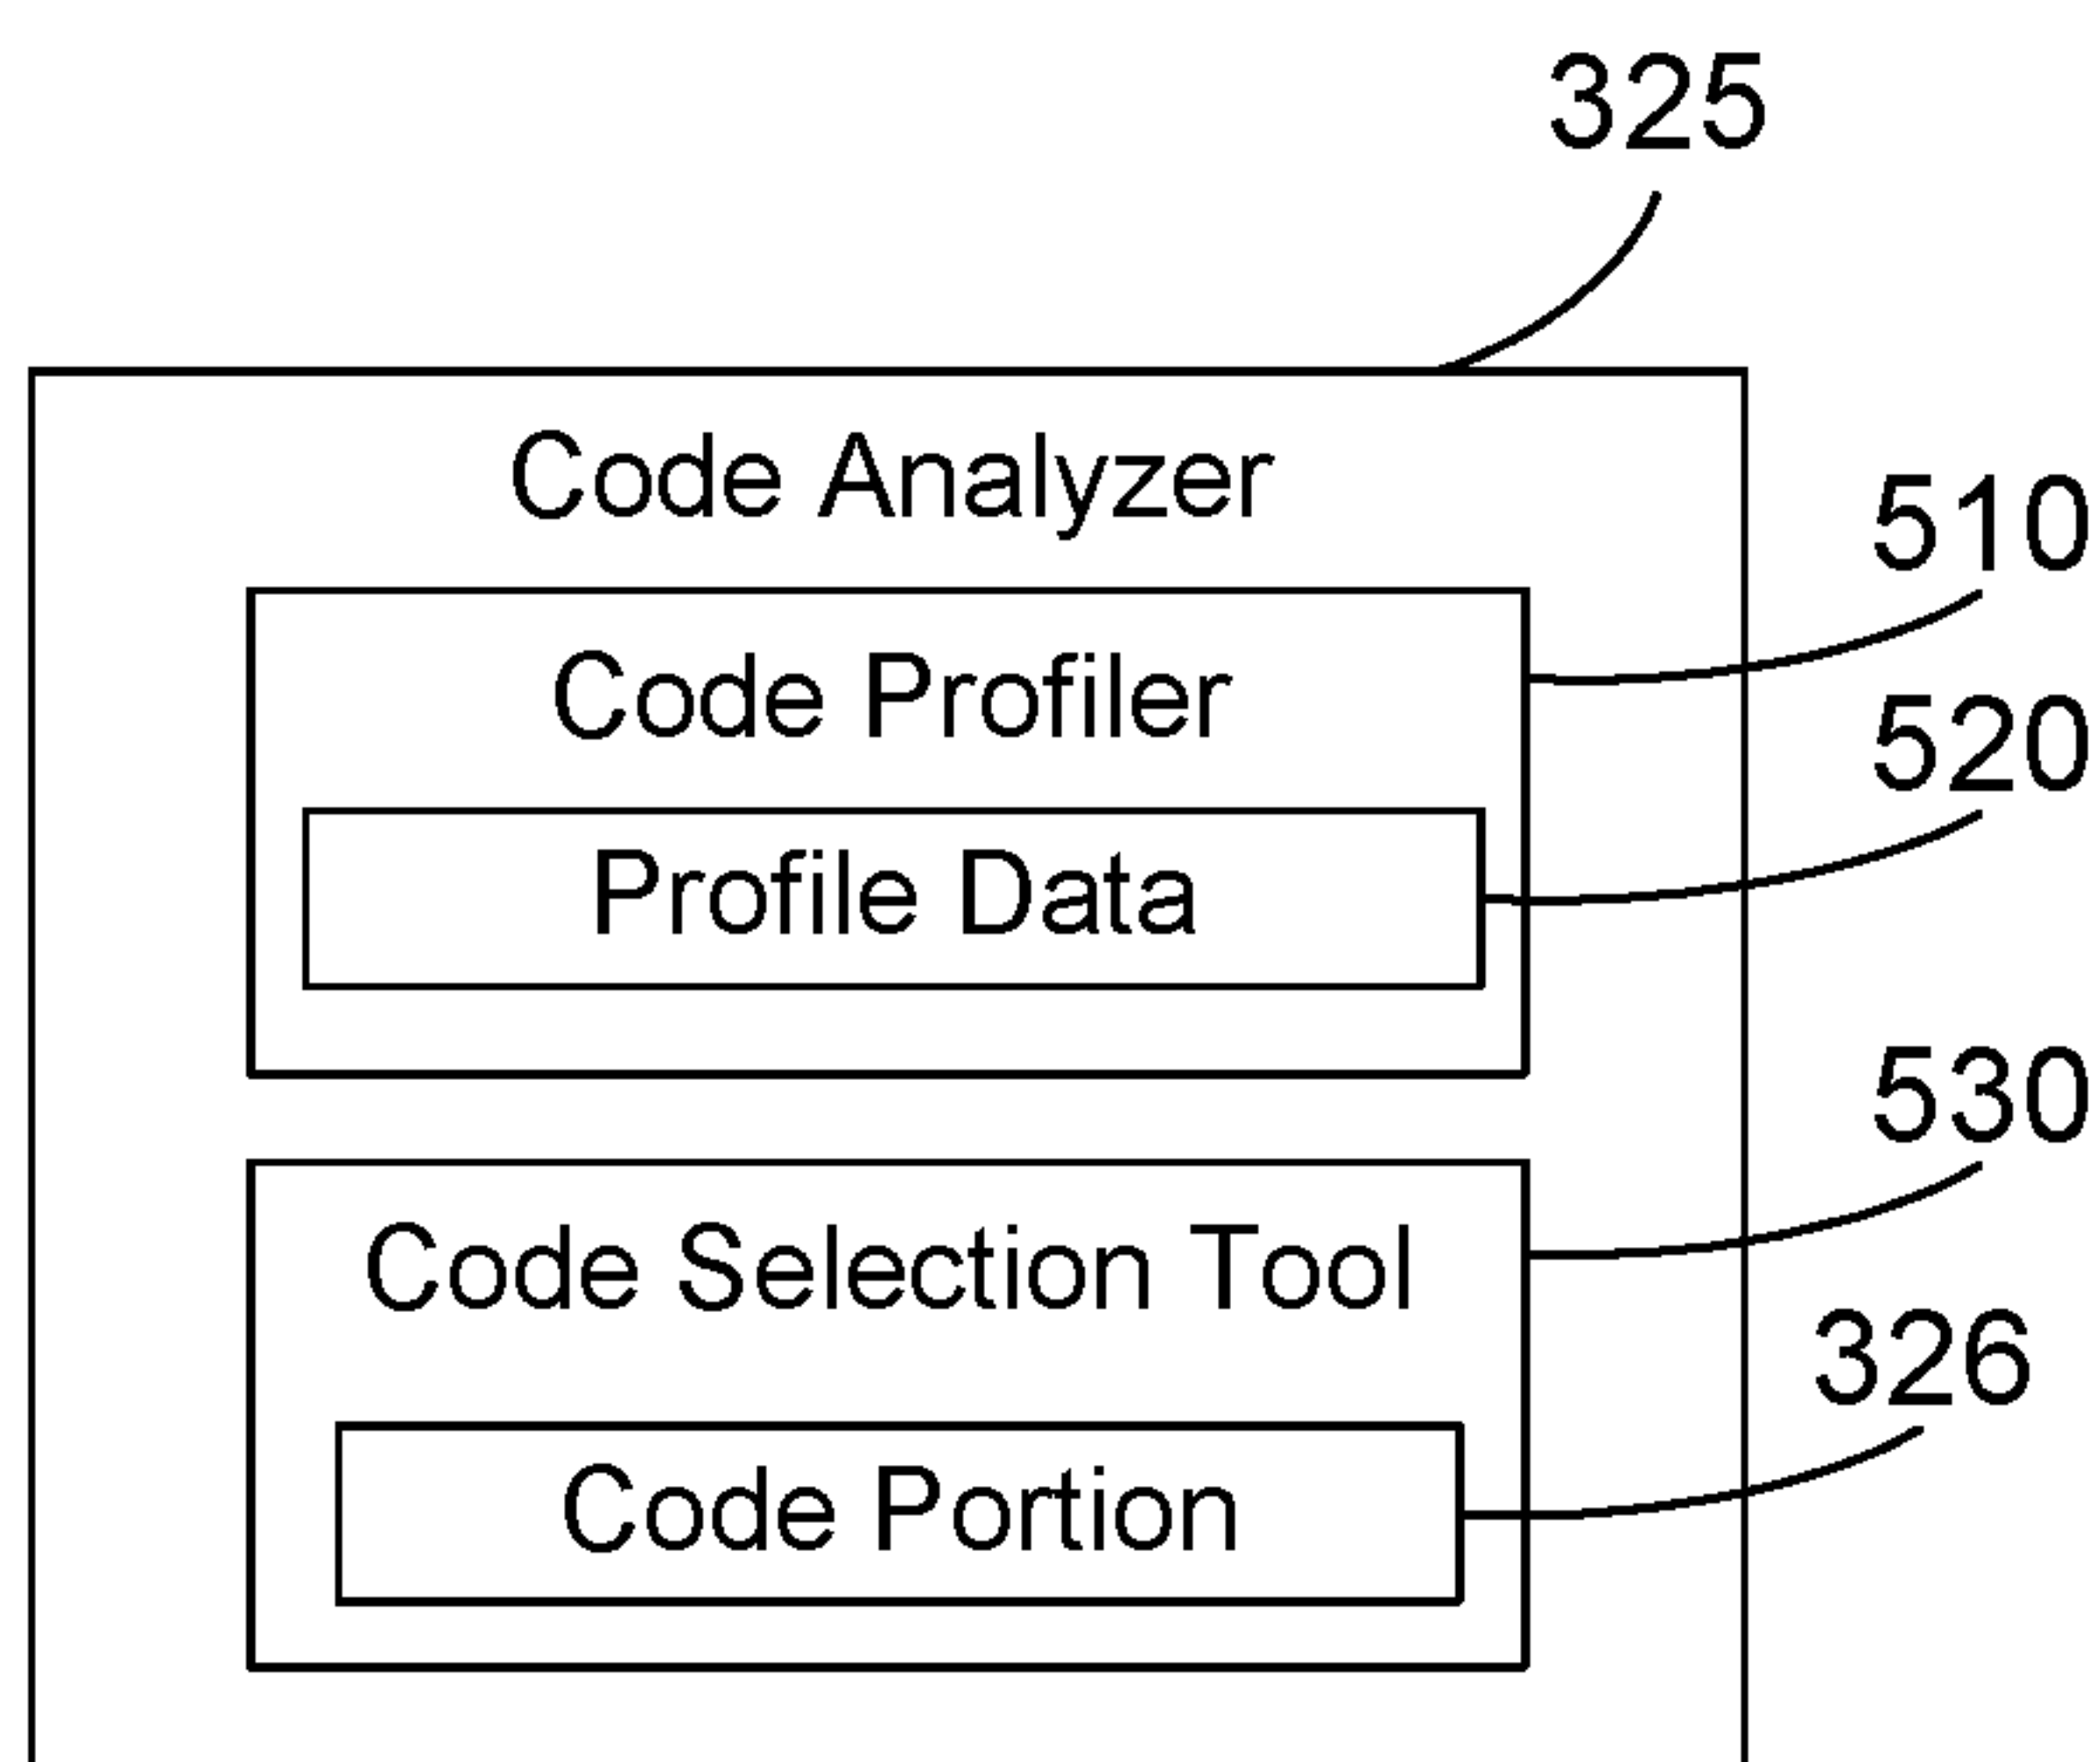 325
Code Analyzer
510
Code Profiler
520
Profile Data
530
Code Selection Tool
326
Code Portion